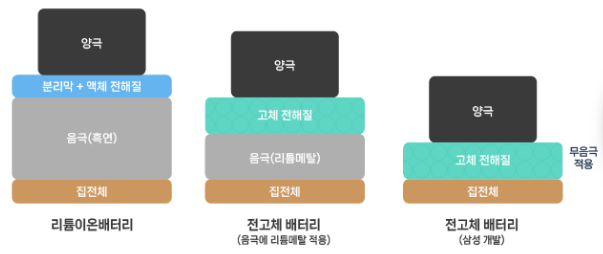 양극
분리막 + 액체 전해질
음극(흑연)
집전체
리튬이온배터리
양극
고체 전해질
음극(리튬메탈)
집전체
전고체 배터리
(음극에 리튬메탈 적용)
양극
고체 전해질
집전체
무음극
적용
전고체 배터리
(삼성 개발)